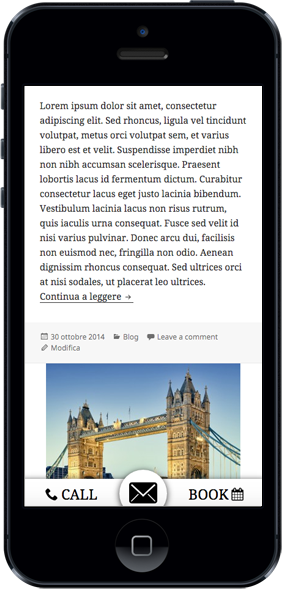 Lorem ipsum dolor sit amet, consectetur
adipiscing elit. Sed rhoncus, ligula vel tincidunt
volutpat, metus orci volutpat sem, et varius
libero est et velit. Suspendisse imperdiet nibh
non nibh accumsan scelerisque. Praesent
lobortis lacus id fermentum dictum. Curabitur
consectetur lacus eget justo lacinia bibendum.
Vestibulum lacinia lacus non risus rutrum,
quis iaculis urna consequat. Fusce sed velit id
nisi varius pulvinar. Donec arcu dui, facilisis
non euismod nec, fringilla non odio. Aenean
dignissim rhoncus consequat. Sed ultrices orci
at nisi sodales, ut placerat leo ultrices.
Continua a leggere →
30 ottobre 2014 Blog Leave a comment
Modifica
CALL BOOK